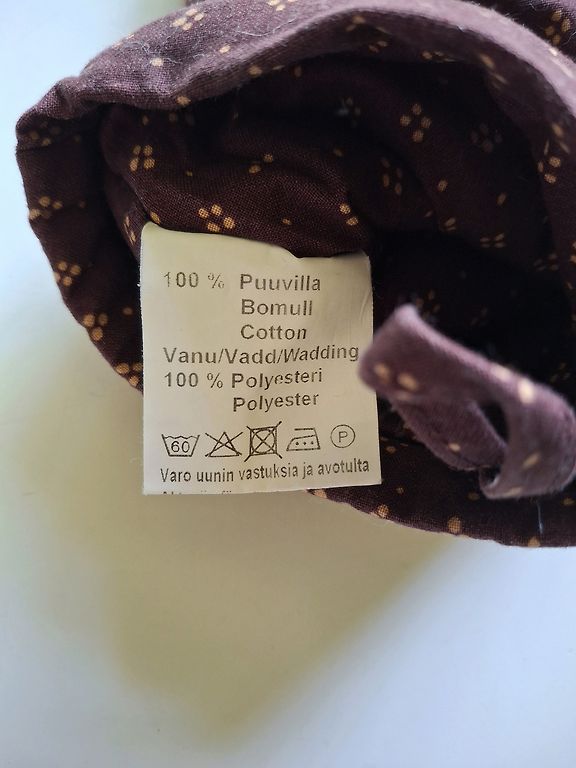 100 % Puuvilla
Bomull
Cotton
Vanu/Vadd/Wadding
100 % Polyesteri
Polyester
60 P
Varo uunin vastuksia ja avotulta